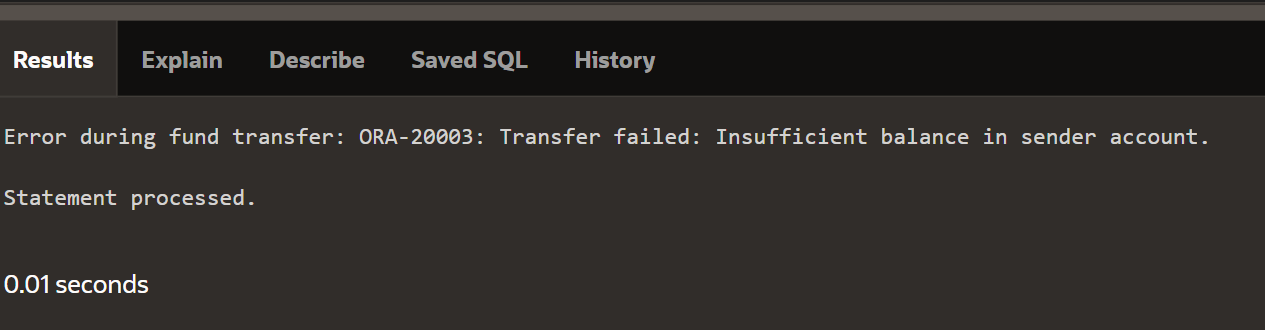 Results Explain Describe Saved SQL History
Error during fund transfer: ORA-20003: Transfer failed: Insufficient balance in sender account.
Statement processed.
0.01 seconds